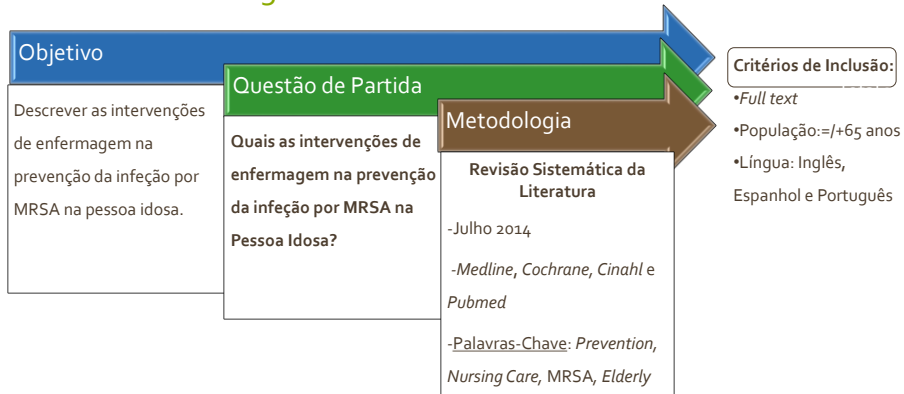 Objetivo
Descrever as intervenções
de enfermagem na
prevenção da infeção por
MRSA na pessoa idosa.
Questão de Partida
Quais as intervenções de
enfermagem na prevenção
da infeção por MRSA na
Pessoa Idosa?
Metodologia
Revisão Sistemática da
Literatura
-Julho 2014
-Medline, Cochrane, Cinahl e
Pubmed
-Palavras-Chave: Prevention,
Nursing Care, MRSA, Elderly
Critérios de Inclusão:
•Full text
•População:=/+65 anos
•Língua: Inglês,
Espanhol e Português